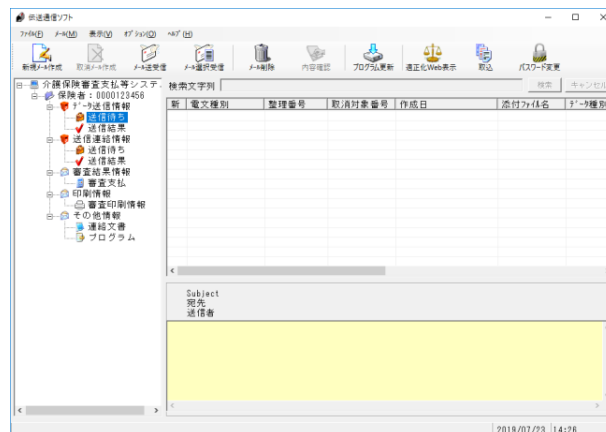 伝送通信ソフト
ﾌｧｲﾙ(F) ﾒｰﾙ(M) 表示(V) ｵﾌﾟｼｮﾝ(O) ﾍﾙﾌﾟ(H)
新規ﾒｰﾙ作成 取消ﾒｰﾙ作成 ﾒｰﾙ送受信 ﾒｰﾙ選択受信 ﾒｰﾙ削除 内容確認 ﾌﾟﾛｸﾞﾗﾑ更新 適正化Web表示 取込 ﾊﾟｽﾜｰﾄﾞ変更
検索文字列 検索 キャンセル
新 電文種別 整理番号 取消対象番号 作成日 添付ﾌｧｲﾙ名 ﾃﾞｰﾀ種別
介護保険審査支払等システ
保険者：0000123456
ﾃﾞｰﾀ送信情報
送信待ち
送信結果
送信連絡情報
送信待ち
送信結果
審査結果情報
審査支払
印刷情報
審査印刷情報
その他情報
連絡文書
プログラム
Subject
宛先
送信者
2019/07/23 14:26